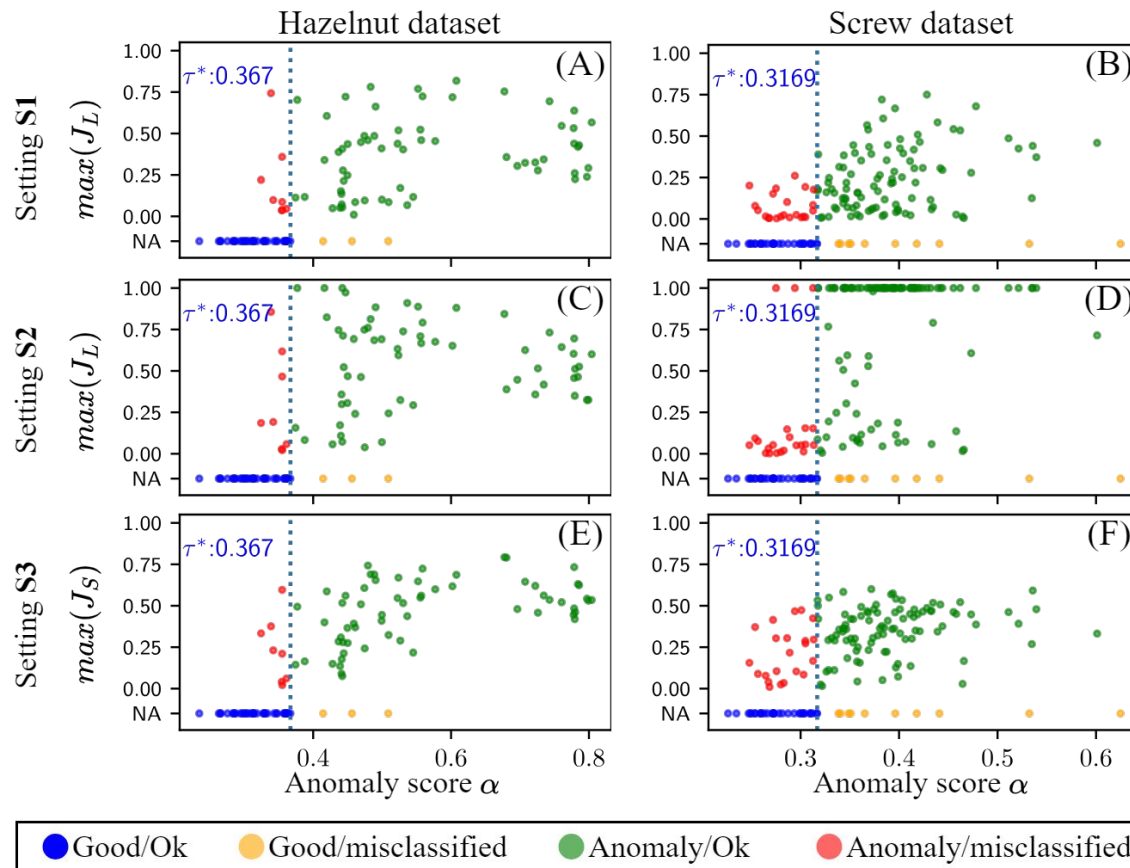 Hazelnut dataset
Screw dataset
Setting S1
max(J_L)
1.00
0.75
0.50
0.25
0.00
NA
τ*:0.367
(A)
1.00
0.75
0.50
0.25
0.00
NA
τ*:0.3169
(B)
Setting S2
max(J_L)
1.00
0.75
0.50
0.25
0.00
NA
τ*:0.367
(C)
1.00
0.75
0.50
0.25
0.00
NA
τ*:0.3169
(D)
Setting S3
max(J_S)
1.00
0.75
0.50
0.25
0.00
NA
τ*:0.367
(E)
1.00
0.75
0.50
0.25
0.00
NA
τ*:0.3169
(F)
0.4 0.6 0.8
0.3 0.4 0.5 0.6
Anomaly score α
Anomaly score α
Good/Ok Good/misclassified Anomaly/Ok Anomaly/misclassified